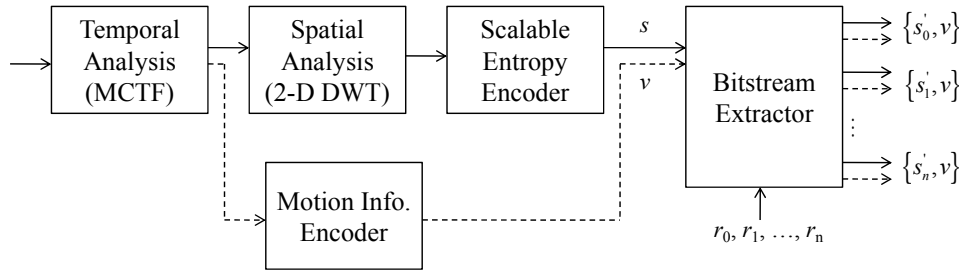 Temporal
Analysis
(MCTF)
Spatial
Analysis
(2-D DWT)
Scalable
Entropy
Encoder
s
v
Bitstream
Extractor
{s'₀, v}
{s'₁, v}
⋮
{s'ₙ, v}
Motion Info.
Encoder
r₀, r₁, …, rₙ